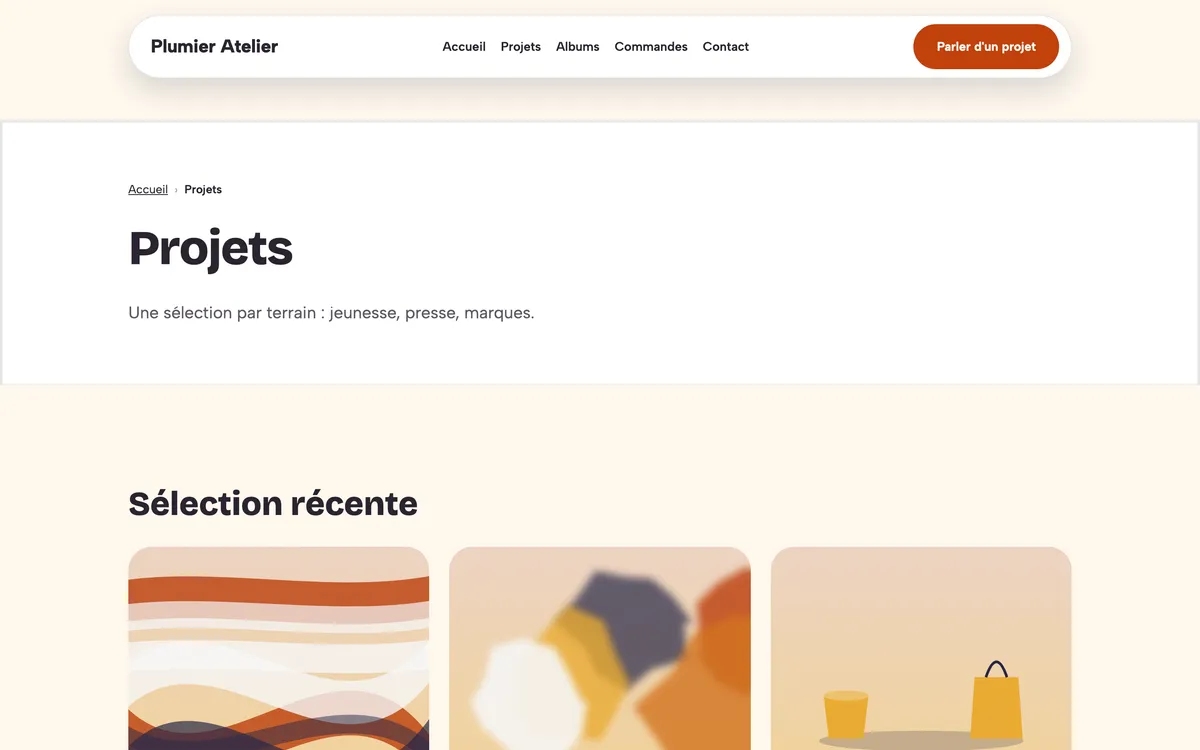 Plumier Atelier
Accueil Projets Albums Commandes Contact
Parler d'un projet
Accueil › Projets
Projets
Une sélection par terrain : jeunesse, presse, marques.
Sélection récente